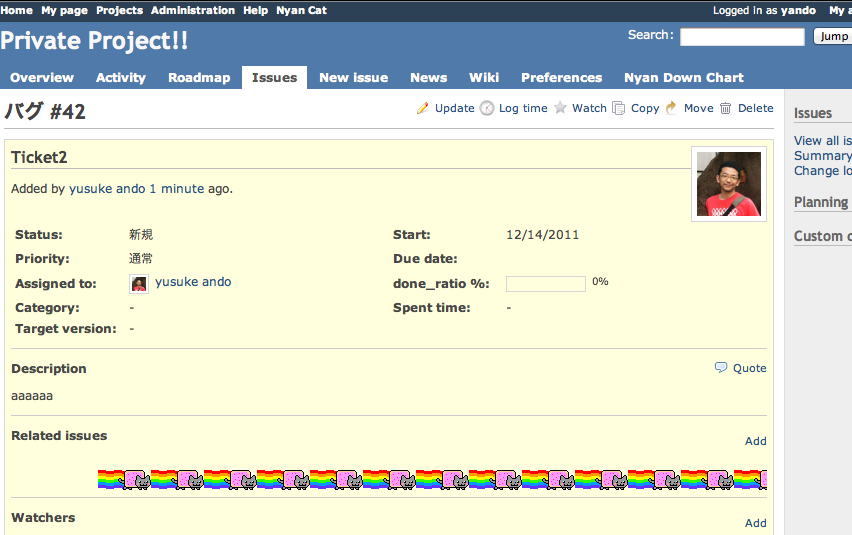 Home My page Projects Administration Help Nyan Cat Logged in as yando My a
Private Project!! Search: Jump
Overview Activity Roadmap Issues New issue News Wiki Preferences Nyan Down Chart
バグ #42 Update Log time Watch Copy Move Delete
Issues
View all is
Summary
Change lo
Planning
Custom q
Ticket2
Added by yusuke ando 1 minute ago.
Status: 新規 Start: 12/14/2011
Priority: 通常 Due date:
Assigned to: yusuke ando done_ratio %: 0%
Category: - Spent time: -
Target version: -
Description Quote
aaaaaa
Related issues Add
Watchers Add